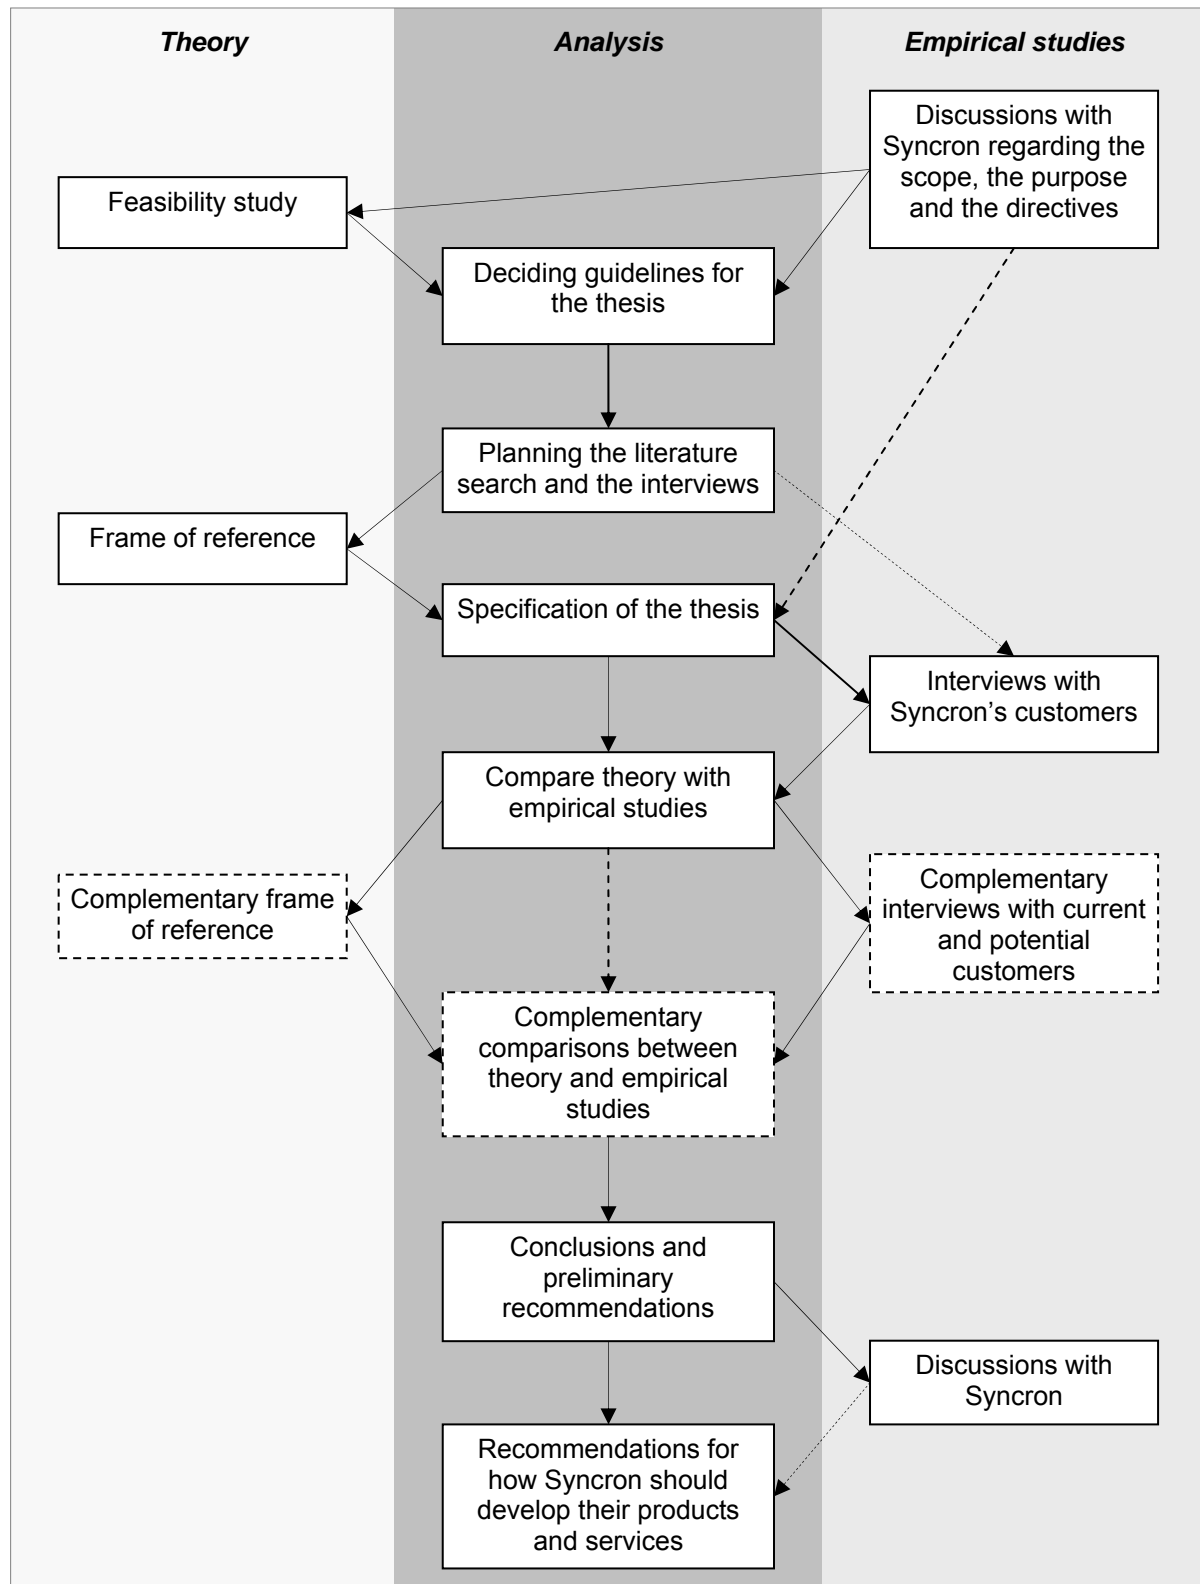 Theory
Analysis
Empirical studies
Discussions with
Syncron regarding the
scope, the purpose
and the directives
Feasibility study
Deciding guidelines for
the thesis
Planning the literature
search and the interviews
Frame of reference
Specification of the thesis
Interviews with
Syncron’s customers
Compare theory with
empirical studies
Complementary frame
of reference
Complementary
interviews with current
and potential
customers
Complementary
comparisons between
theory and empirical
studies
Conclusions and
preliminary
recommendations
Discussions with
Syncron
Recommendations for
how Syncron should
develop their products
and services